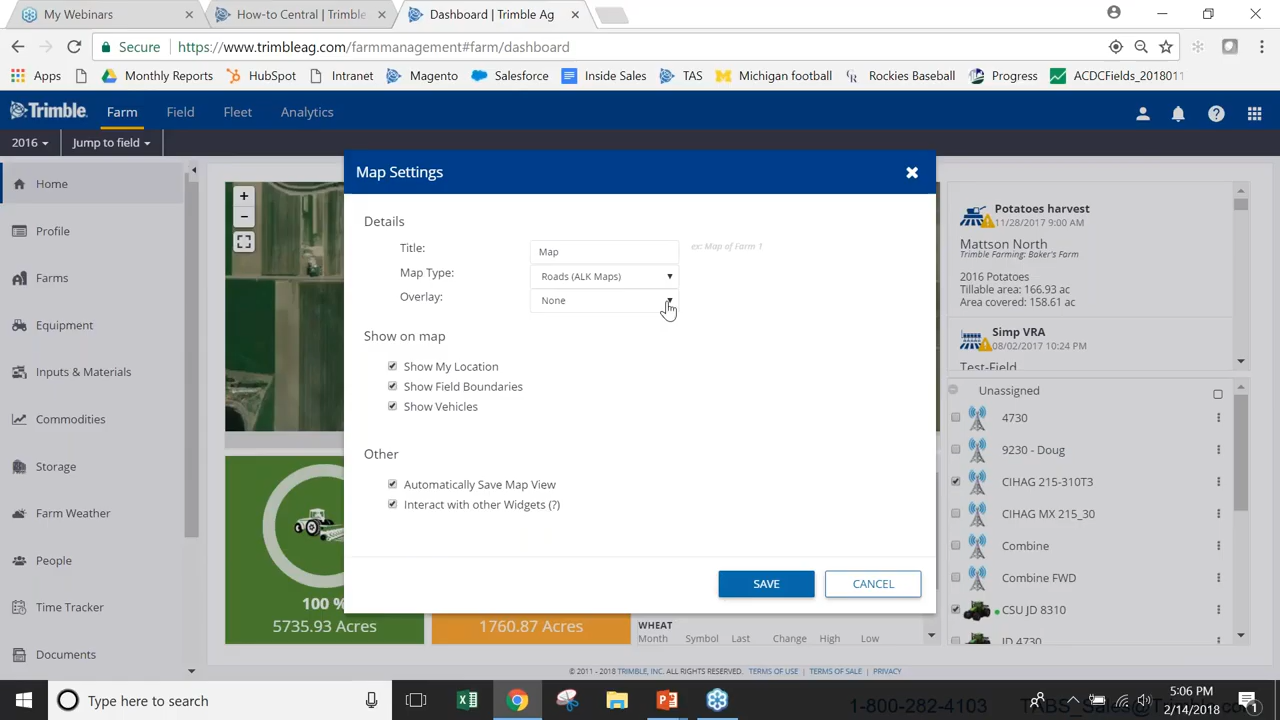 My Webinars
How-to Central | Trimble
Dashboard | Trimble Ag
Secure
https://www.trimbleag.com/farmmanagement#farm/dashboard
Apps
Monthly Reports
HubSpot
Intranet
Magento
Salesforce
Inside Sales
TAS
Michigan football
Rockies Baseball
Progress
ACDCFields_2018011
Trimble
Farm
Field
Fleet
Analytics
2016
Jump to field
Home
Profile
Farms
Equipment
Inputs & Materials
Commodities
Storage
Farm Weather
People
Time Tracker
Documents
+
−
Map Settings
Details
Title:
Map
ex: Map of Farm 1
Map Type:
Roads (ALK Maps)
Overlay:
None
Show on map
Show My Location
Show Field Boundaries
Show Vehicles
Other
Automatically Save Map View
Interact with other Widgets (?)
SAVE
CANCEL
100 %
5735.93 Acres
1760.87 Acres
WHEAT
Month Symbol Last Change High Low
Potatoes harvest
11/28/2017 9:00 AM
Mattson North
Trimble Farming: Baker's Farm
2016 Potatoes
Tillable area: 166.93 ac
Area covered: 158.61 ac
Simp VRA
08/02/2017 10:24 PM
Test-Field
Unassigned
4730
9230 - Doug
CIHAG 215-310T3
CIHAG MX 215_30
Combine
Combine FWD
CSU JD 8310
JD 4730
© 2011 - 2018 TRIMBLE, INC. ALL RIGHTS RESERVED. TERMS OF USE | TERMS OF SALE | PRIVACY
Type here to search
1-800-282-4103
5:06 PM
2/14/2018
1